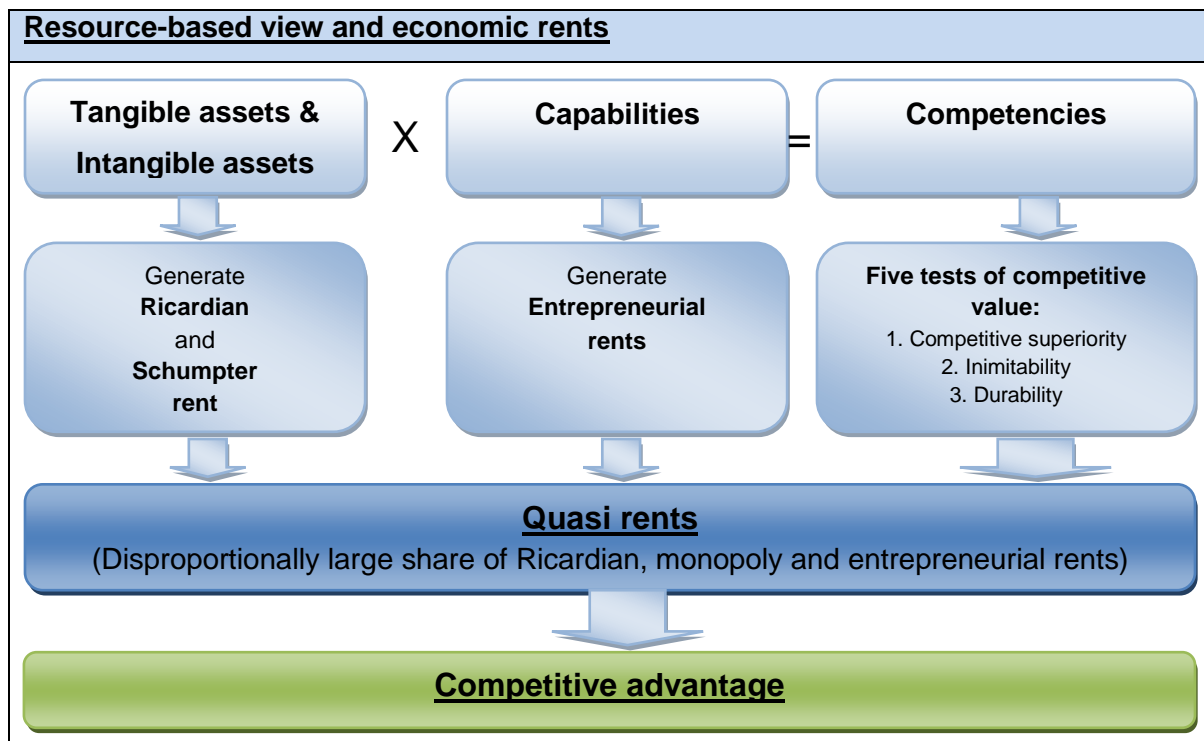 Resource-based view and economic rents
Tangible assets &
Intangible assets
X
Capabilities
=
Competencies
Generate
Ricardian
and
Schumpter
rent
Generate
Entrepreneurial
rents
Five tests of competitive
value:
1. Competitive superiority
2. Inimitability
3. Durability
Quasi rents
(Disproportionally large share of Ricardian, monopoly and entrepreneurial rents)
Competitive advantage